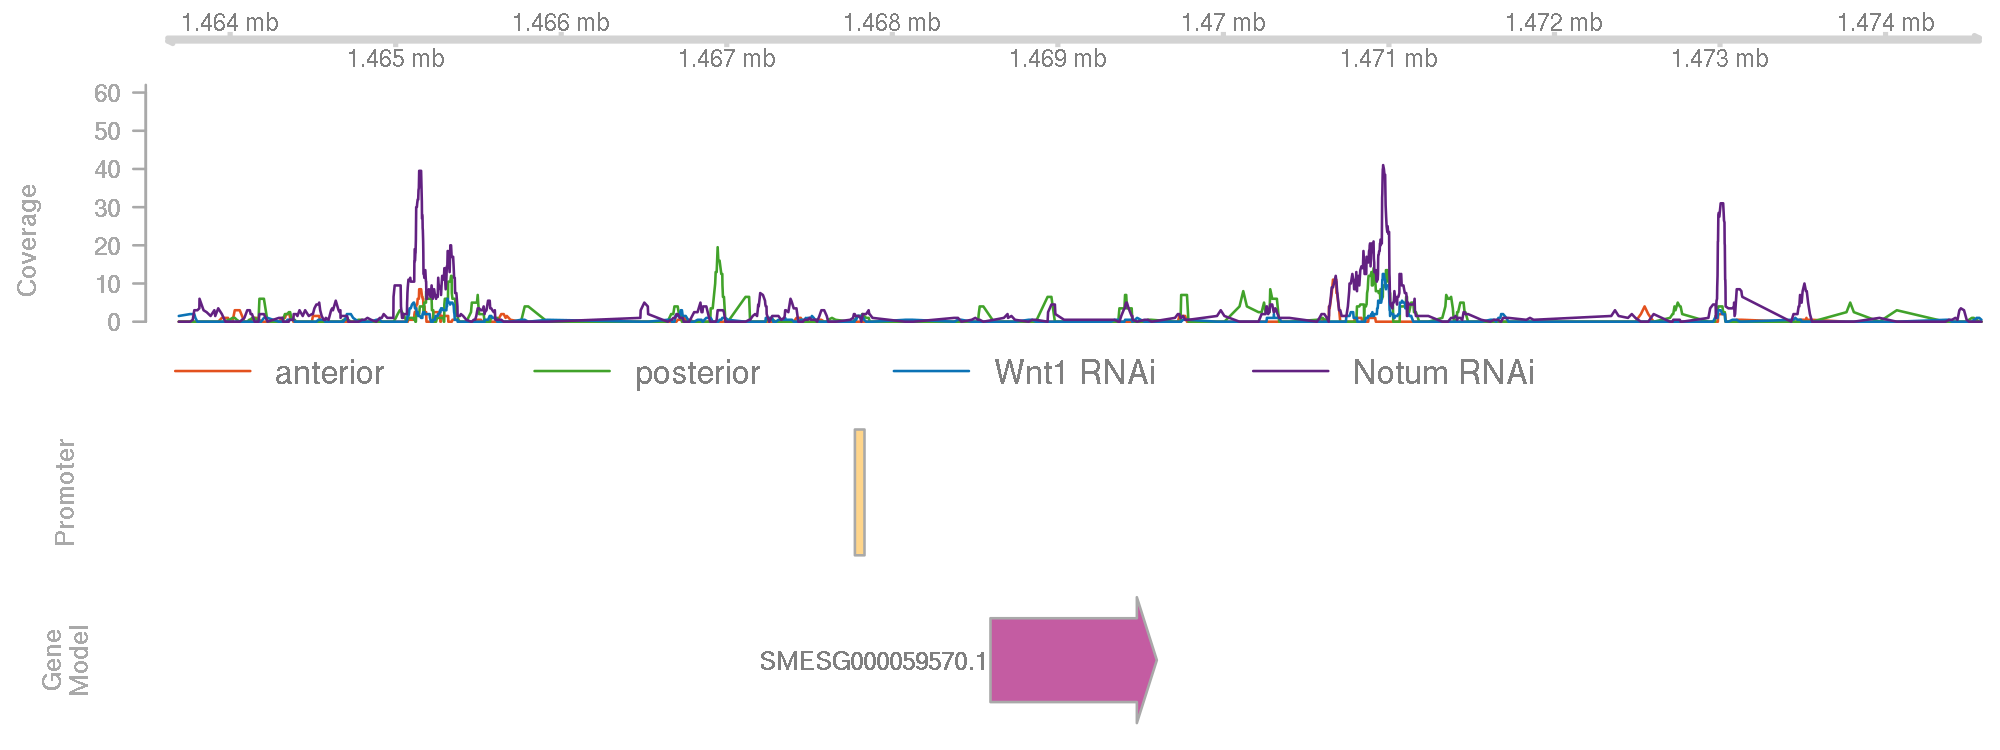 1.464 mb 1.466 mb 1.468 mb 1.47 mb 1.472 mb 1.474 mb
1.465 mb 1.467 mb 1.469 mb 1.471 mb 1.473 mb
60
50
40
30
20
10
0
Coverage
anterior posterior Wnt1 RNAi Notum RNAi
Promoter
Gene
Model
SMESG000059570.1